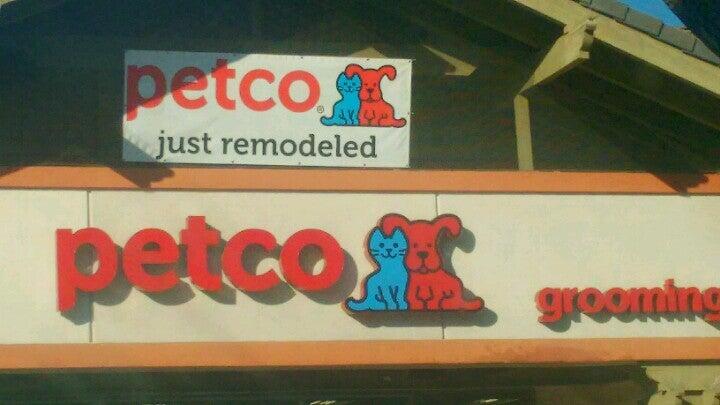 petco®
just remodeled
petco
grooming